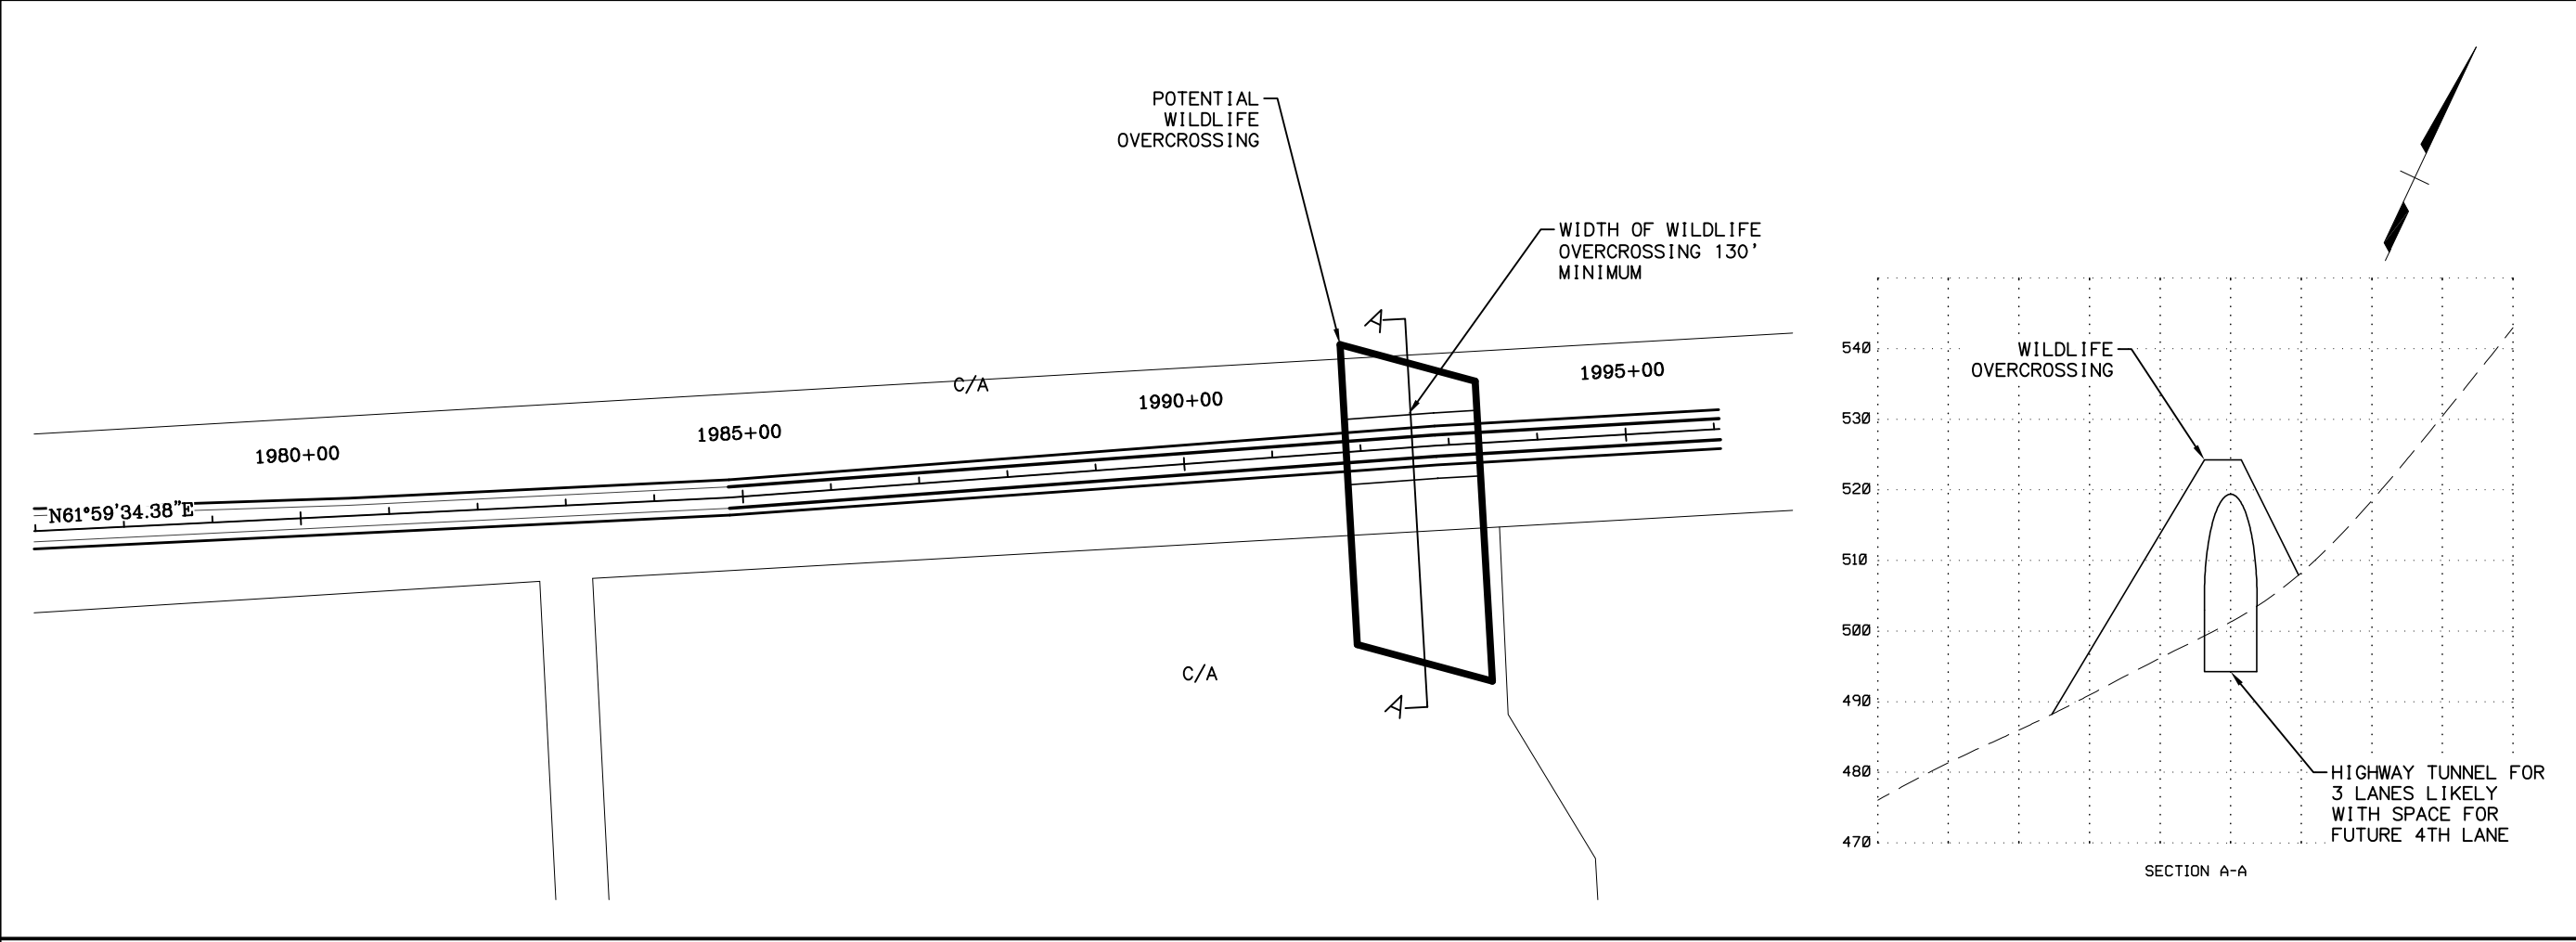 POTENTIAL
WILDLIFE
OVERCROSSING
WIDTH OF WILDLIFE
OVERCROSSING 130'
MINIMUM
A
C/A
1980+00
1985+00
1990+00
1995+00
N61°59'34.38"E
C/A
A
540
530
520
510
500
490
480
470
WILDLIFE
OVERCROSSING
HIGHWAY TUNNEL FOR
3 LANES LIKELY
WITH SPACE FOR
FUTURE 4TH LANE
SECTION A-A